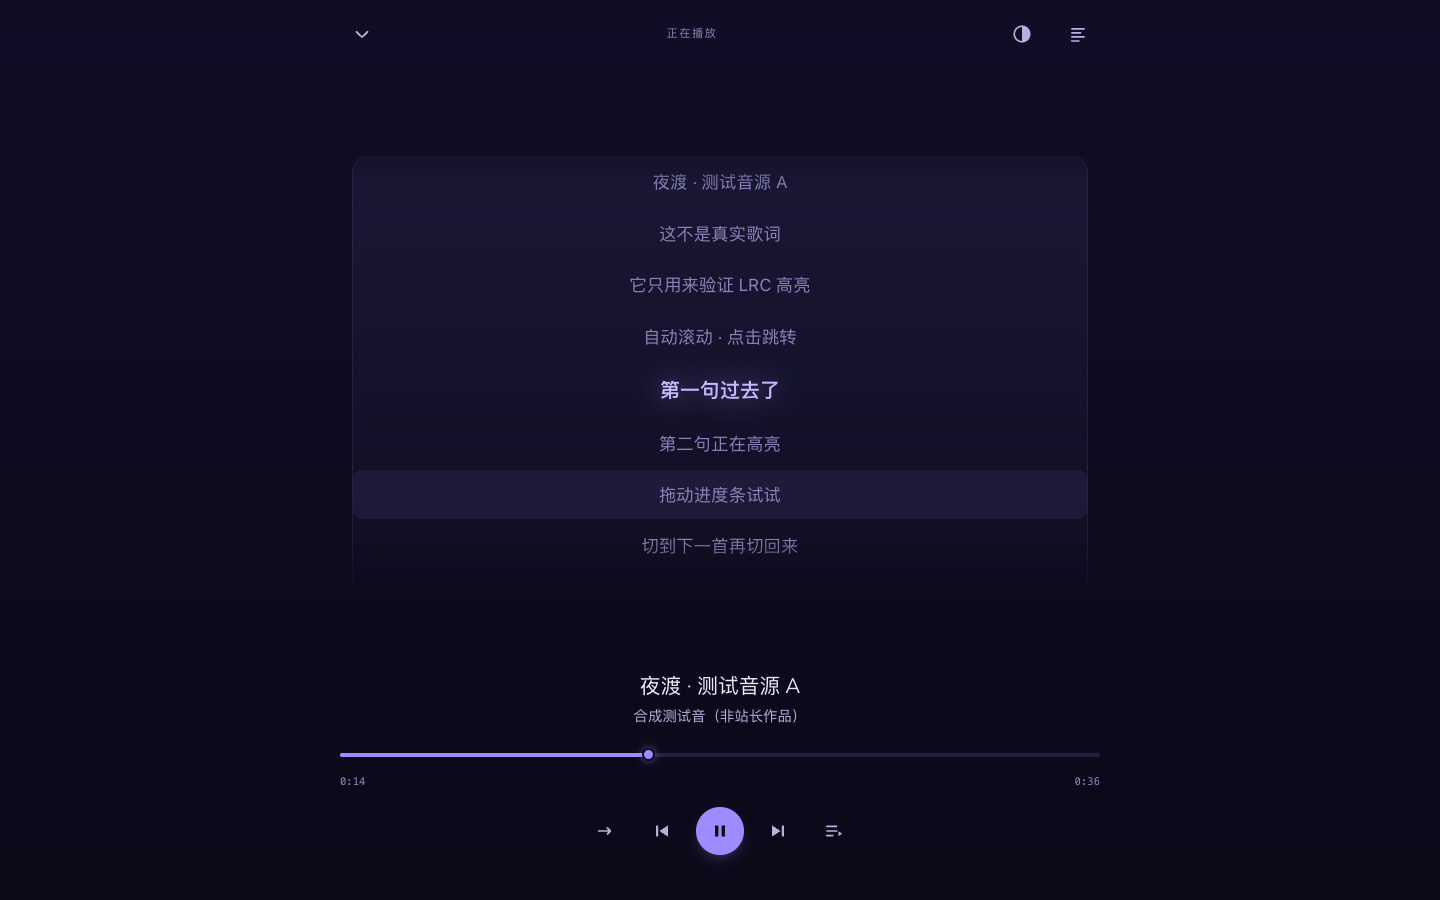 正在播放
夜渡 · 测试音源 A
这不是真实歌词
它只用来验证 LRC 高亮
自动滚动 · 点击跳转
第一句过去了
第二句正在高亮
拖动进度条试试
切到下一首再切回来
夜渡 · 测试音源 A
合成测试音（非站长作品）
0:14
0:36